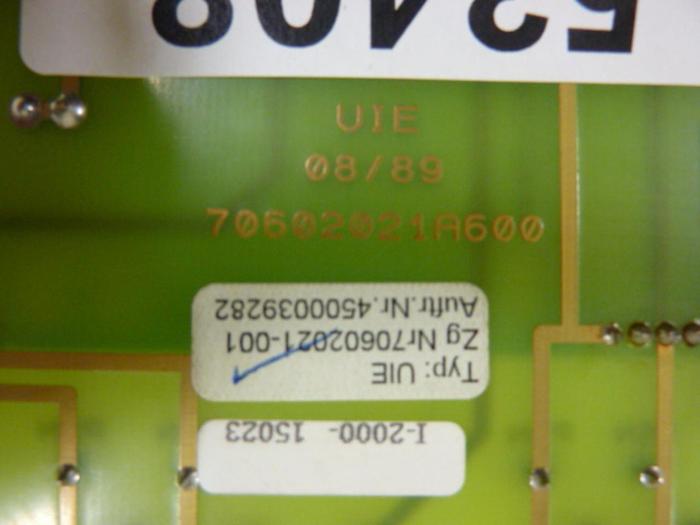 UIE
08/89
70602021A600
Typ: UIE
Zg Nr70602021-001
Auftr.Nr.4500039282
I-2000- 15023